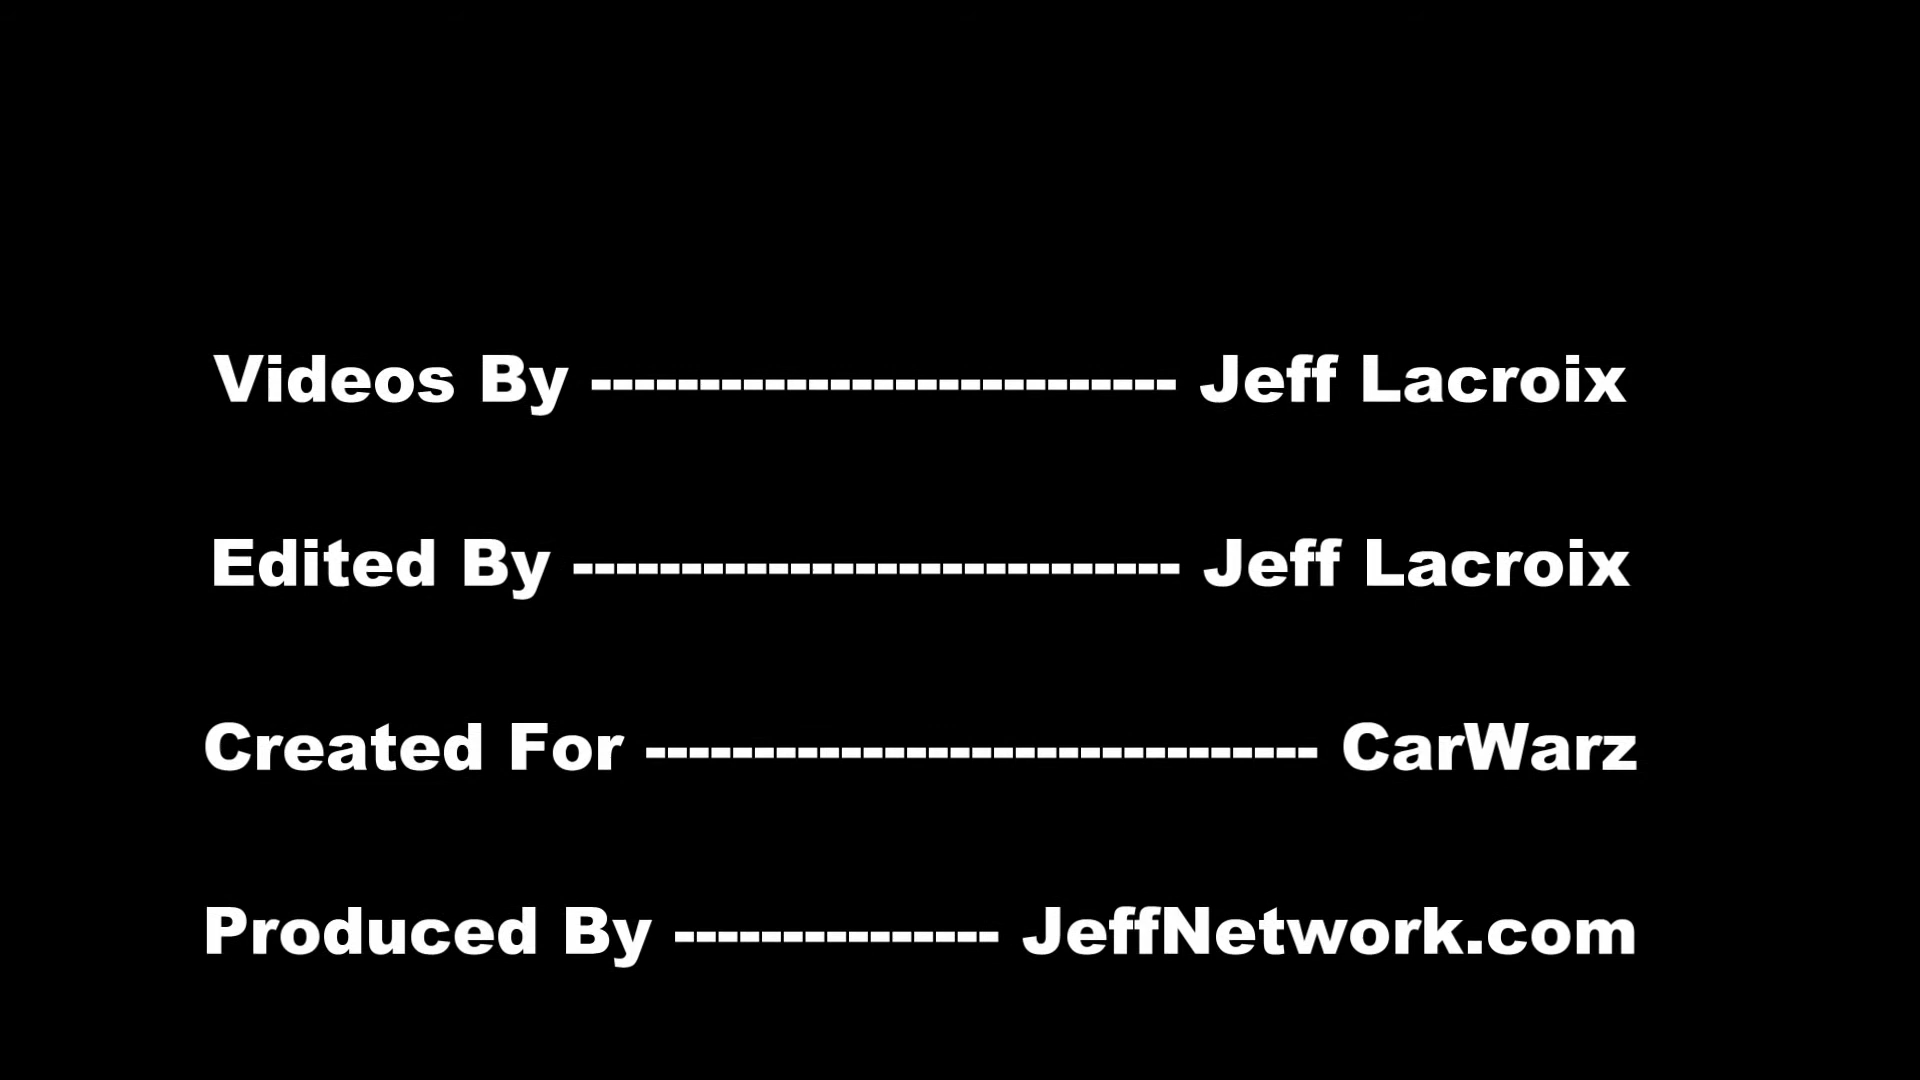 Videos By --------------------------- Jeff Lacroix
Edited By ---------------------------- Jeff Lacroix
Created For ------------------------------- CarWarz
Produced By --------------- JeffNetwork.com